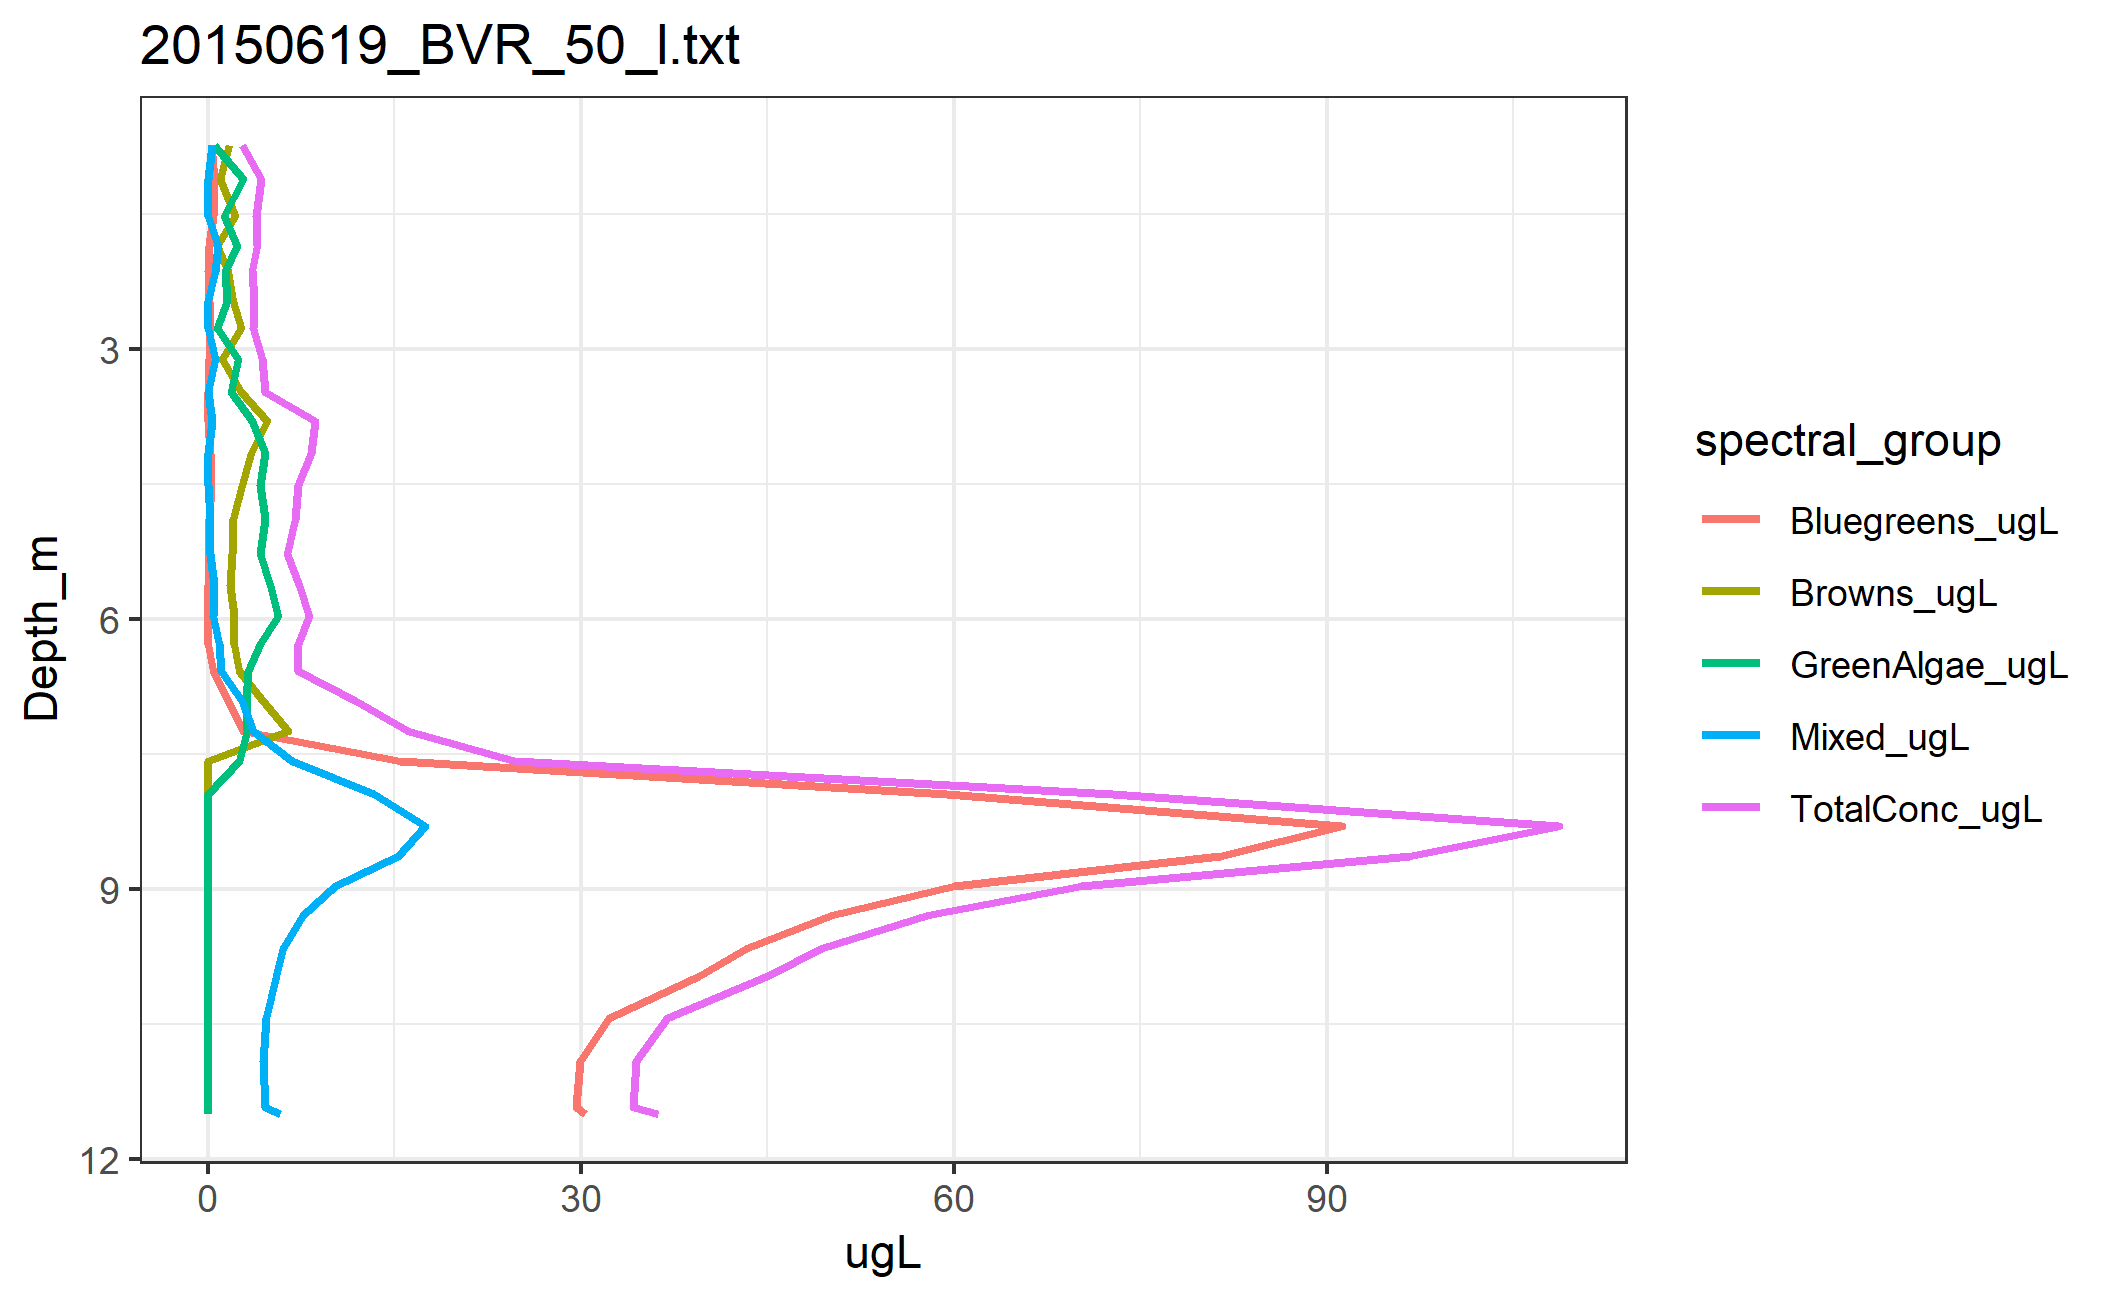 20150619_BVR_50_l.txt
Depth_m
3
6
9
12
0 30 60 90
ugL
spectral_group
Bluegreens_ugL
Browns_ugL
GreenAlgae_ugL
Mixed_ugL
TotalConc_ugL